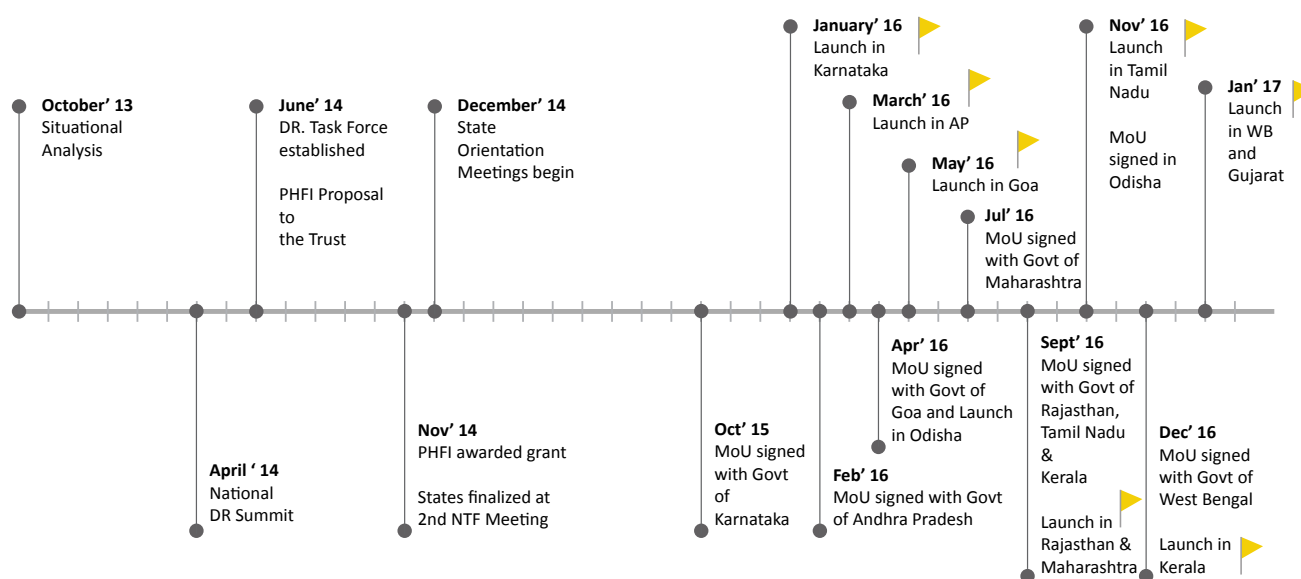 October’ 13
Situational
Analysis
April ‘ 14
National
DR Summit
June’ 14
DR. Task Force
established
PHFI Proposal
to
the Trust
Nov’ 14
PHFI awarded grant
States finalized at
2nd NTF Meeting
December’ 14
State
Orientation
Meetings begin
Oct’ 15
MoU signed
with Govt
of
Karnataka
January’ 16
Launch in
Karnataka
Feb’ 16
MoU signed with Govt
of Andhra Pradesh
March’ 16
Launch in AP
Apr’ 16
MoU signed
with Govt of
Goa and Launch
in Odisha
May’ 16
Launch in Goa
Jul’ 16
MoU signed
with Govt of
Maharashtra
Sept’ 16
MoU signed
with Govt of
Rajasthan,
Tamil Nadu
&
Kerala
Launch in
Rajasthan &
Maharashtra
Nov’ 16
Launch
in Tamil
Nadu
MoU
signed in
Odisha
Dec’ 16
MoU signed
with Govt of
West Bengal
Launch in
Kerala
Jan’ 17
Launch
in WB
and
Gujarat